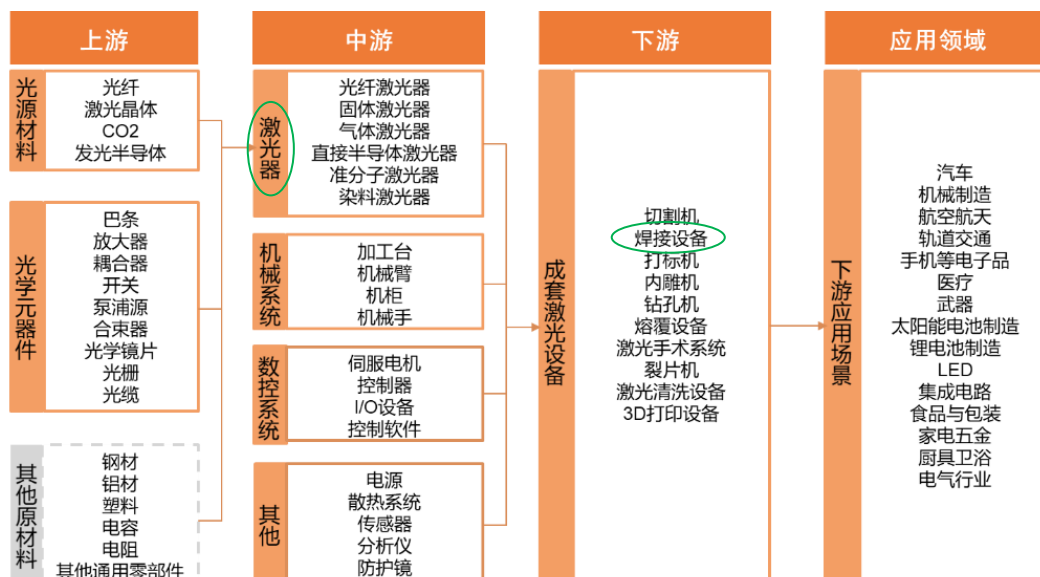 上游
光源材料
光纤
激光晶体
CO2
发光半导体
光学元器件
巴条
放大器
耦合器
开关
泵浦源
合束器
光学镜片
光栅
光缆
其他原材料
钢材
铝材
塑料
电容
电阻
其他通用零部件
中游
激光器
光纤激光器
固体激光器
气体激光器
直接半导体激光器
准分子激光器
染料激光器
机械系统
加工台
机械臂
机柜
机械手
数控系统
伺服电机
控制器
I/O设备
控制软件
其他
电源
散热系统
传感器
分析仪
防护镜
下游
成套激光设备
切割机
焊接设备
打标机
内雕机
钻孔机
熔覆设备
激光手术系统
裂片机
激光清洗设备
3D打印设备
应用领域
下游应用场景
汽车
机械制造
航空航天
轨道交通
手机等电子品
医疗
武器
太阳能电池制造
锂电池制造
LED
集成电路
食品与包装
家电五金
厨具卫浴
电气行业